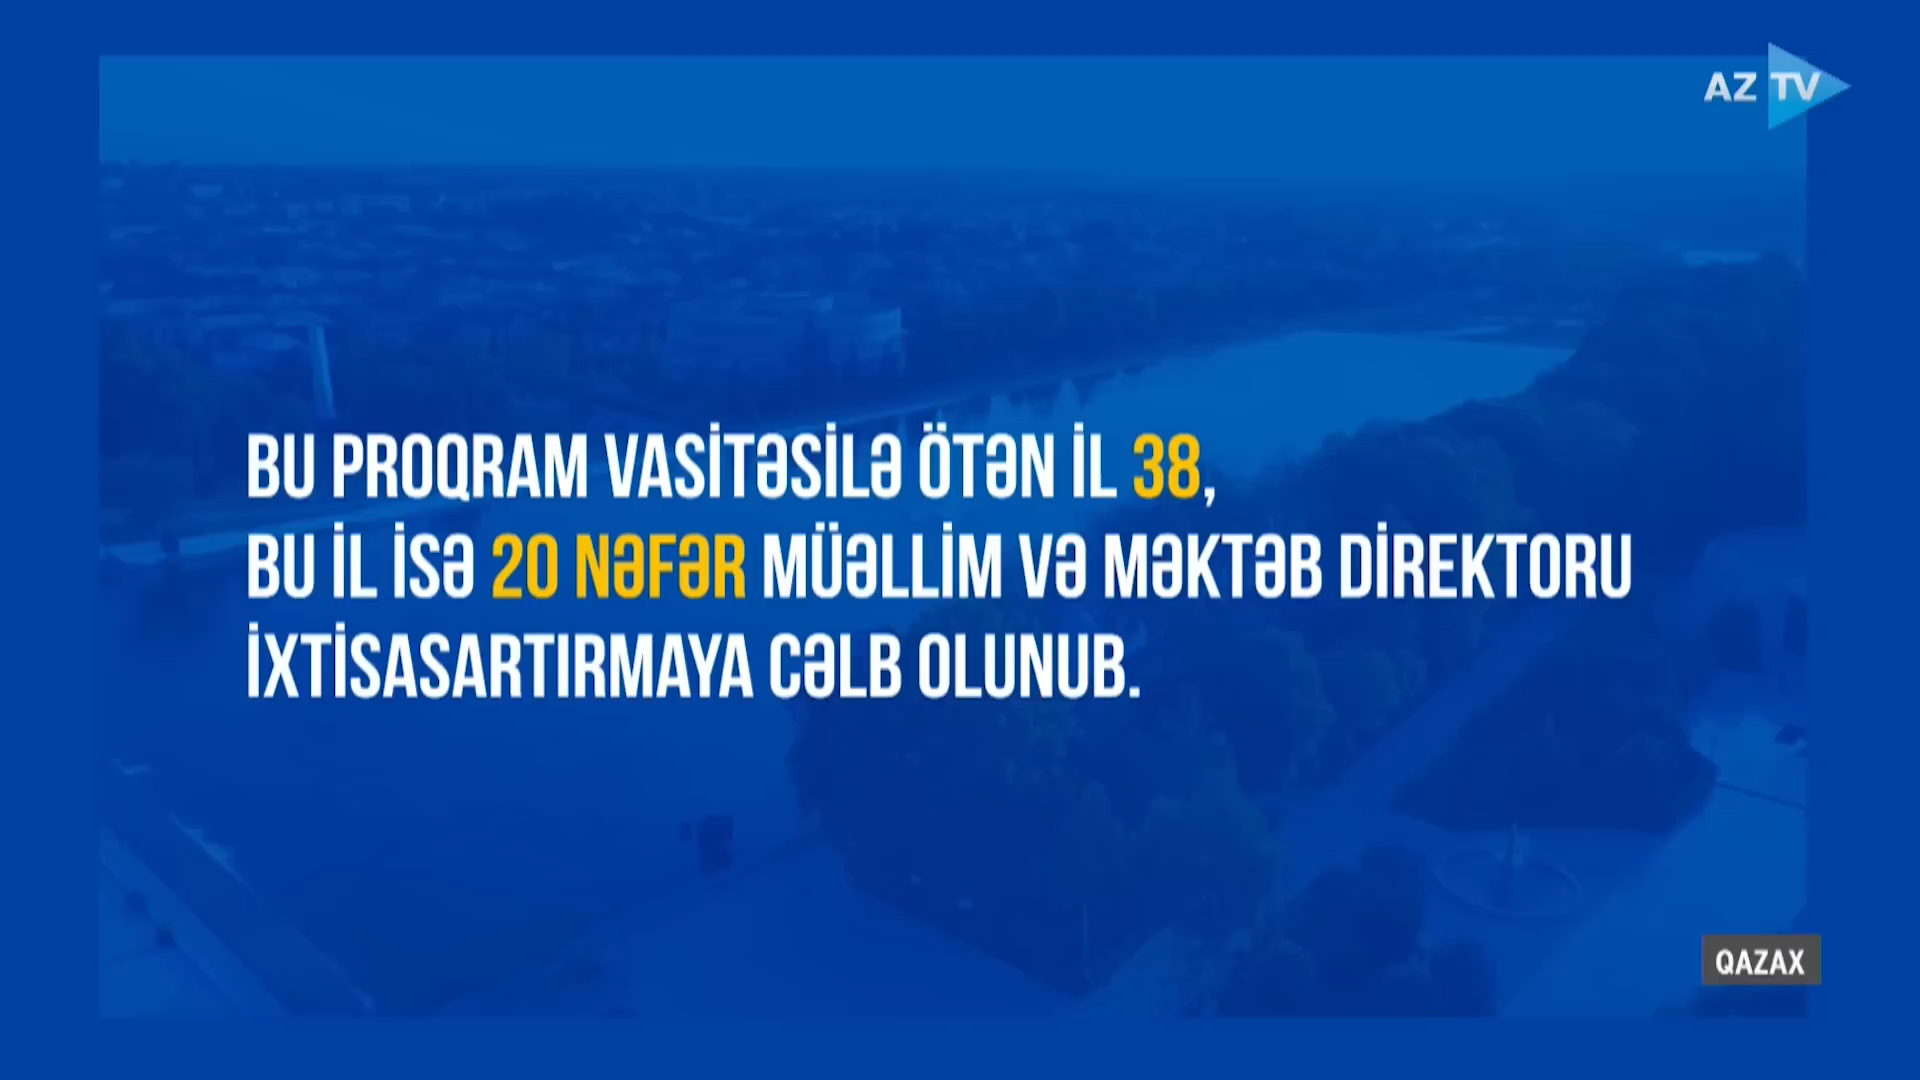 AZ TV
BU PROQRAM VASİTƏSİLƏ ÖTƏN İL 38,
BU İL İSƏ 20 NƏFƏR MÜƏLLİM VƏ MƏKTƏB DİREKTORU
İXTİSASARTIRMAYA CƏLB OLUNUB.
QAZAX